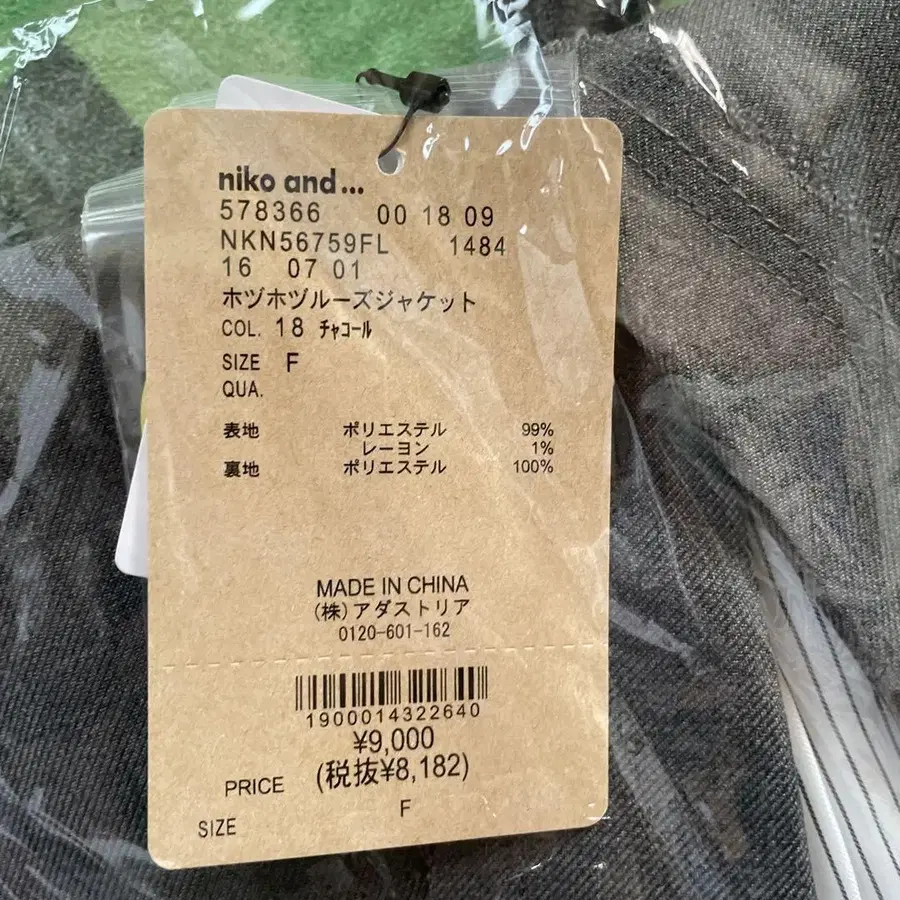 niko and...
578366 00 18 09
NKN56759FL 1484
16 07 01
ホヅホヅルーズジャケット
COL. 18 ﾁｬｺｰﾙ
SIZE F
QUA.
表地 ポリエステル 99%
レーヨン 1%
裏地 ポリエステル 100%
MADE IN CHINA
(株)アダストリア
0120-601-162
1900014322640
¥9,000
PRICE (税抜¥8,182)
SIZE F